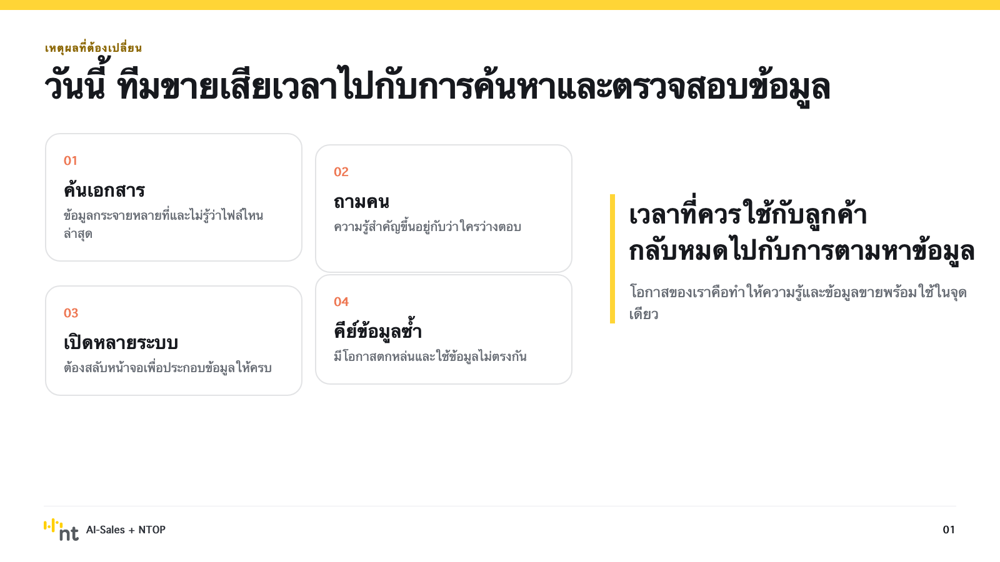 เหตุผลที่ต้องเปลี่ยน
วันนี้ ทีมขายเสียเวลาไปกับการค้นหาและตรวจสอบข้อมูล
01
ค้นเอกสาร
ข้อมูลกระจายหลายที่และไม่รู้ว่าไฟล์ไหน
ล่าสุด
02
ถามคน
ความรู้สำคัญขึ้นอยู่กับว่าใครว่างตอบ
03
เปิดหลายระบบ
ต้องสลับหน้าจอเพื่อประกอบข้อมูลให้ครบ
04
คีย์ข้อมูลซ้ำ
มีโอกาสตกหล่นและใช้ข้อมูลไม่ตรงกัน
เวลาที่ควรใช้กับลูกค้า
กลับหมดไปกับการตามหาข้อมูล
โอกาสของเราคือทำให้ความรู้และข้อมูลขายพร้อมใช้ในจุด
เดียว
nt AI-Sales + NTOP
01